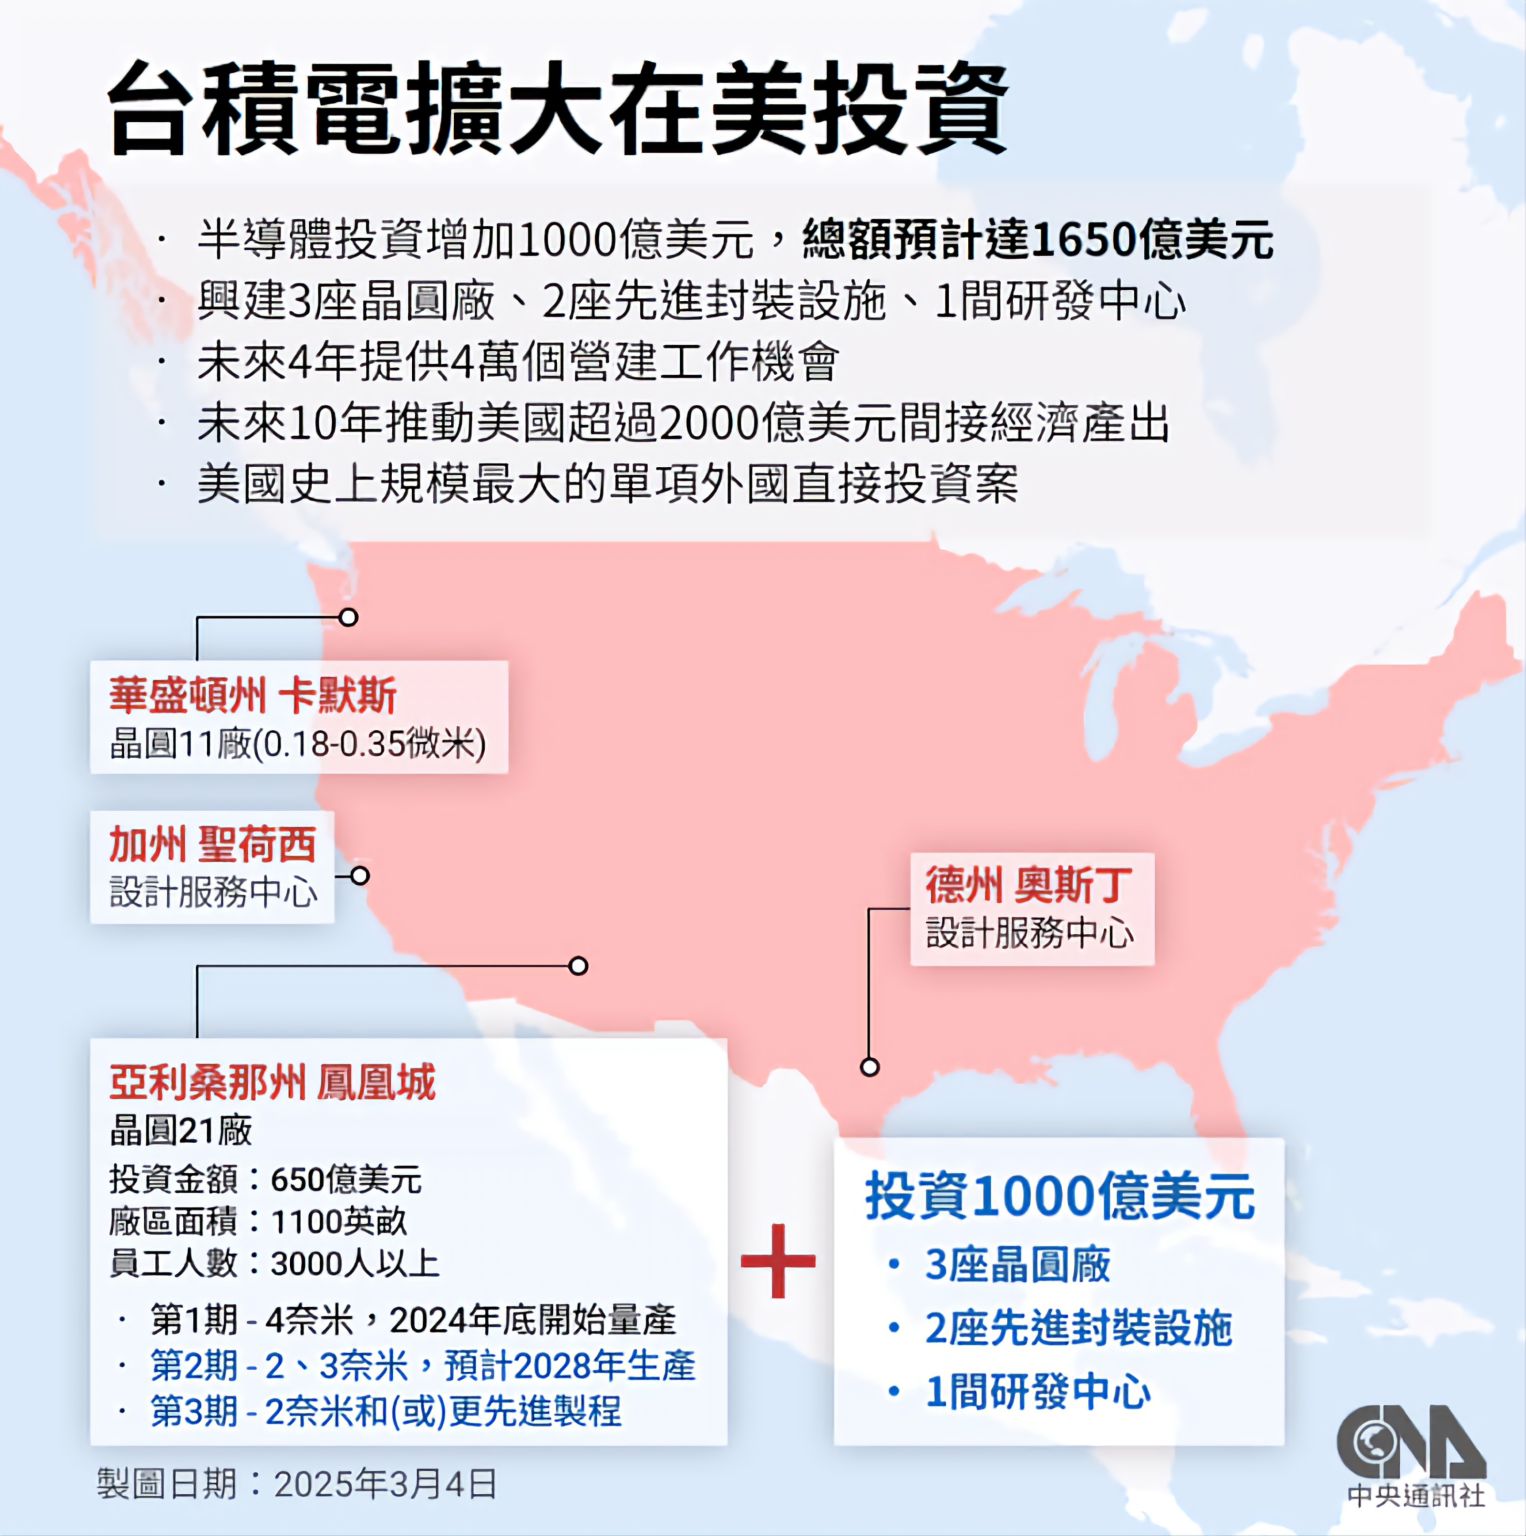 台積電擴大在美投資
· 半導體投資增加1000億美元，總額預計達1650億美元
· 興建3座晶圓廠、2座先進封裝設施、1間研發中心
· 未來4年提供4萬個營建工作機會
· 未來10年推動美國超過2000億美元間接經濟產出
· 美國史上規模最大的單項外國直接投資案
華盛頓州 卡默斯
晶圓11廠(0.18-0.35微米)
加州 聖荷西
設計服務中心
德州 奧斯丁
設計服務中心
亞利桑那州 鳳凰城
晶圓21廠
投資金額：650億美元
廠區面積：1100英畝
員工人數：3000人以上
· 第1期 - 4奈米，2024年底開始量產
· 第2期 - 2、3奈米，預計2028年生產
· 第3期 - 2奈米和(或)更先進製程
+
投資1000億美元
• 3座晶圓廠
• 2座先進封裝設施
• 1間研發中心
製圖日期：2025年3月4日
CNA
中央通訊社